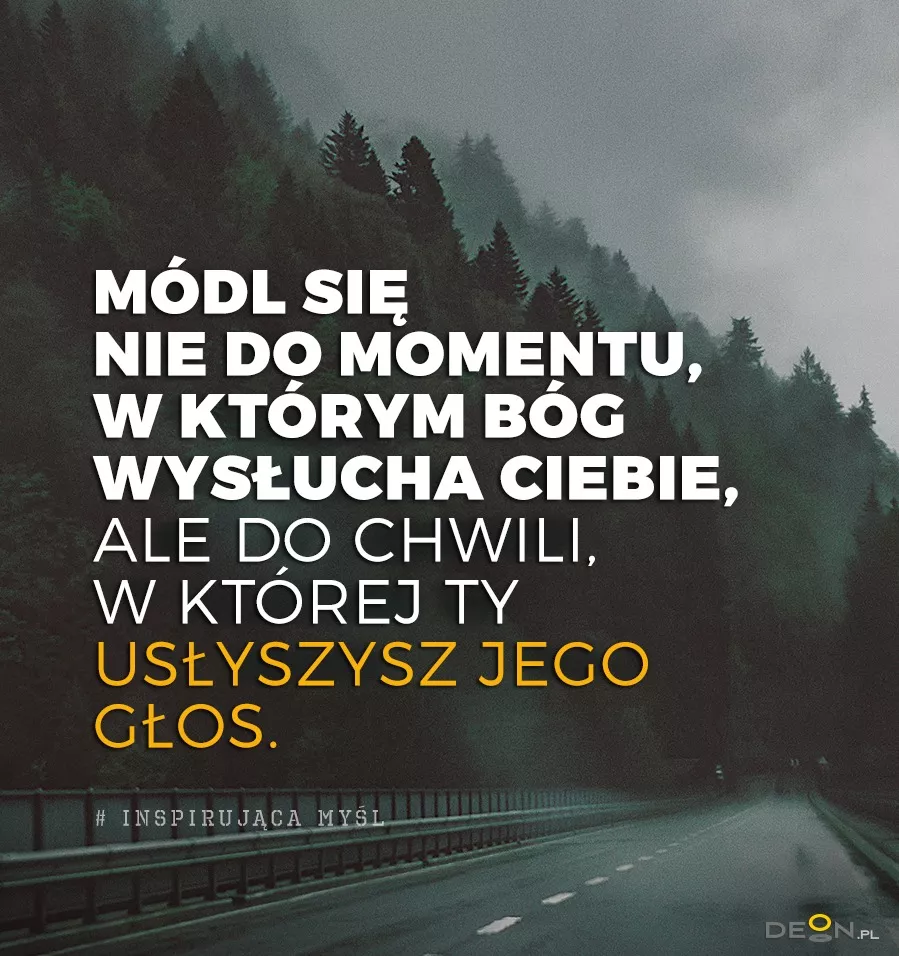 MÓDL SIĘ
NIE DO MOMENTU,
W KTÓRYM BÓG
WYSŁUCHA CIEBIE,
ALE DO CHWILI,
W KTÓREJ TY
USŁYSZYSZ JEGO
GŁOS.
# INSPIRUJĄCA MYŚL
DEON.PL